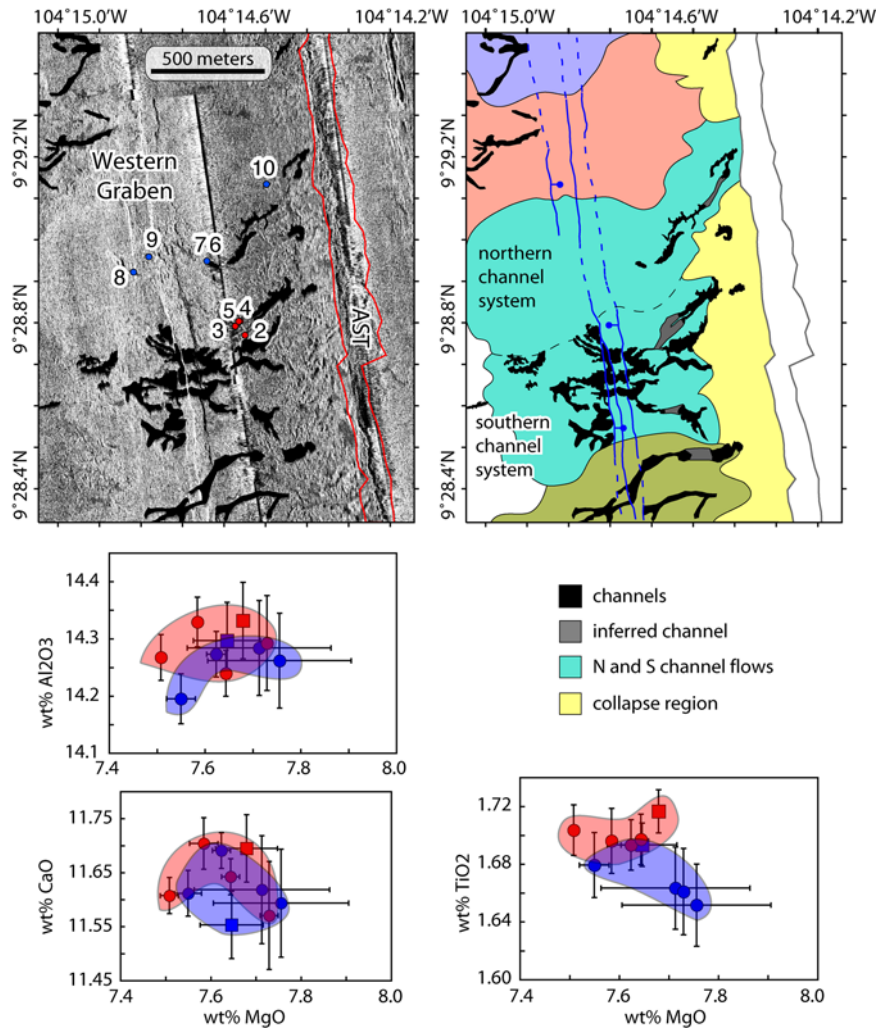 104°15.0'W 104°14.6'W 104°14.2'W
104°15.0'W 104°14.6'W 104°14.2'W
500 meters
9°29.2'N
9°28.8'N
9°28.4'N
Western
Graben
10
9
8
7 6
5 4
3 2
AST
9°29.2'N
9°28.8'N
9°28.4'N
northern
channel
system
southern
channel
system
wt% Al2O3
14.4
14.3
14.2
14.1
7.4 7.6 7.8 8.0
channels
inferred channel
N and S channel flows
collapse region
wt% CaO
11.75
11.65
11.55
11.45
7.4 7.6 7.8 8.0
wt% MgO
wt% TiO2
1.72
1.68
1.64
1.60
7.4 7.6 7.8 8.0
wt% MgO